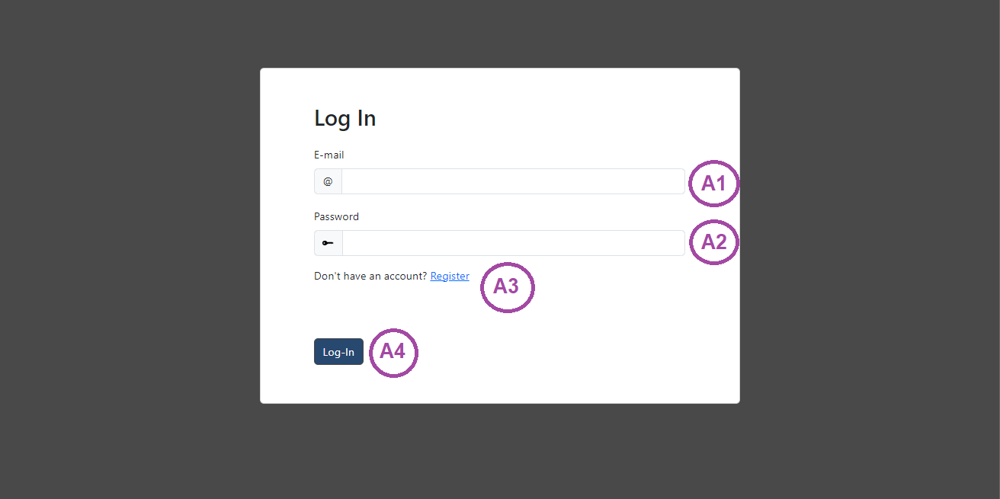 Log In
E-mail
@
A1
Password
A2
Don't have an account? Register
A3
Log-In
A4